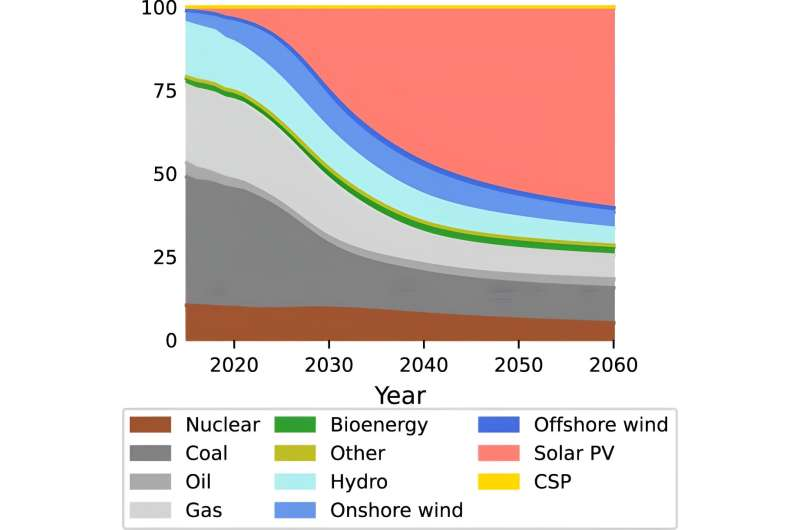 100
75
50
25
0
2020 2030 2040 2050 2060
Year
Nuclear Bioenergy Offshore wind
Coal Other Solar PV
Oil Hydro CSP
Gas Onshore wind